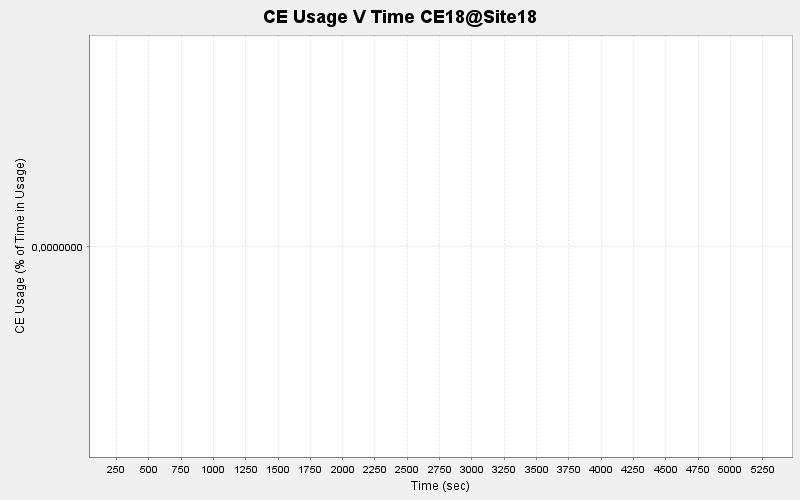 CE Usage V Time CE18@Site18
CE Usage (% of Time in Usage)
0,0000000
250 500 750 1000 1250 1500 1750 2000 2250 2500 2750 3000 3250 3500 3750 4000 4250 4500 4750 5000 5250
Time (sec)